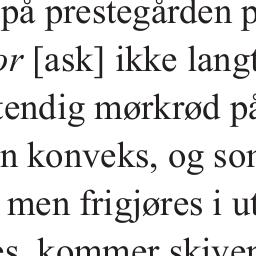 på prestegården p
or [ask] ikke langt
tendig mørkrød på
n konveks, og som
men frigjøres i ut
es, kommer skiven